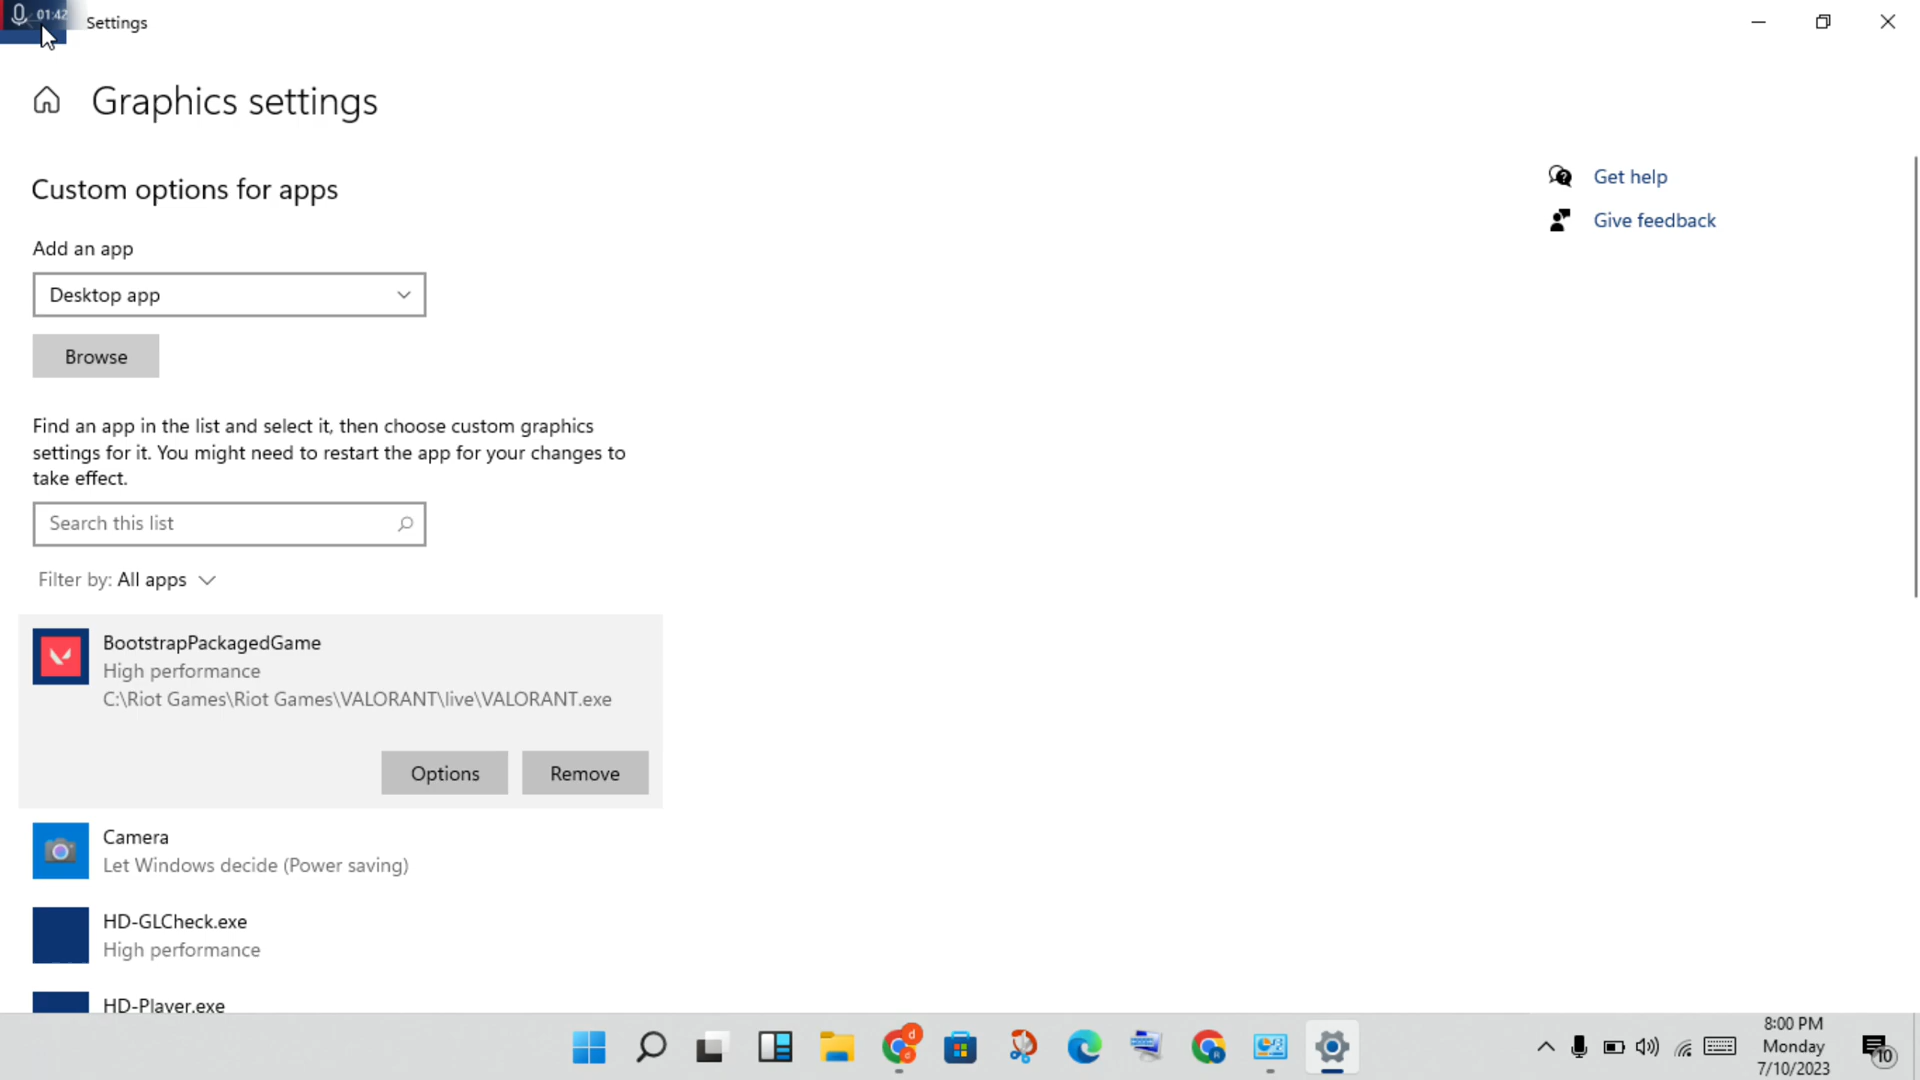 01:42
Settings
Graphics settings
Custom options for apps
Add an app
Desktop app
Browse
Find an app in the list and select it, then choose custom graphics
settings for it. You might need to restart the app for your changes to
take effect.
Search this list
Filter by: All apps
BootstrapPackagedGame
High performance
C:\Riot Games\Riot Games\VALORANT\live\VALORANT.exe
Options
Remove
Camera
Let Windows decide (Power saving)
HD-GLCheck.exe
High performance
HD-Player.exe
Get help
Give feedback
8:00 PM
Monday
7/10/2023
10